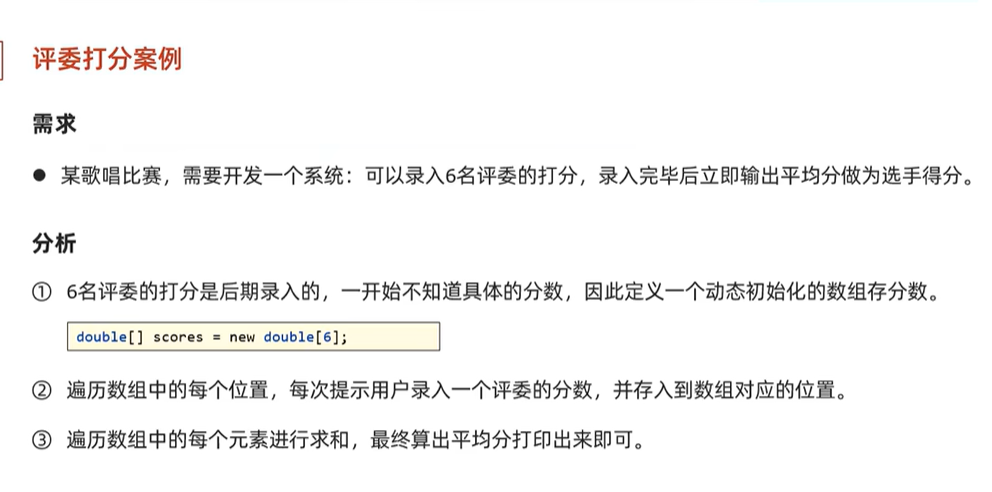 评委打分案例
需求
● 某歌唱比赛，需要开发一个系统：可以录入6名评委的打分，录入完毕后立即输出平均分做为选手得分。
分析
① 6名评委的打分是后期录入的，一开始不知道具体的分数，因此定义一个动态初始化的数组存分数。
double[] scores = new double[6];
② 遍历数组中的每个位置，每次提示用户录入一个评委的分数，并存入到数组对应的位置。
③ 遍历数组中的每个元素进行求和，最终算出平均分打印出来即可。